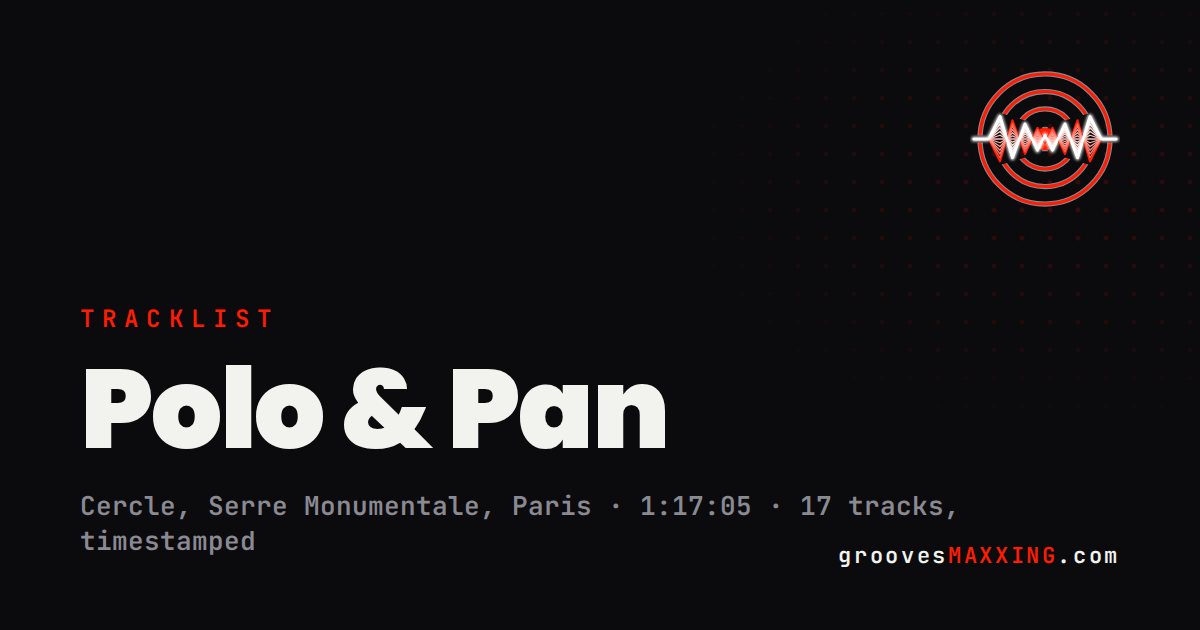 TRACKLIST
Polo & Pan
Cercle, Serre Monumentale, Paris · 1:17:05 · 17 tracks,
timestamped
groovesMAXXING.com